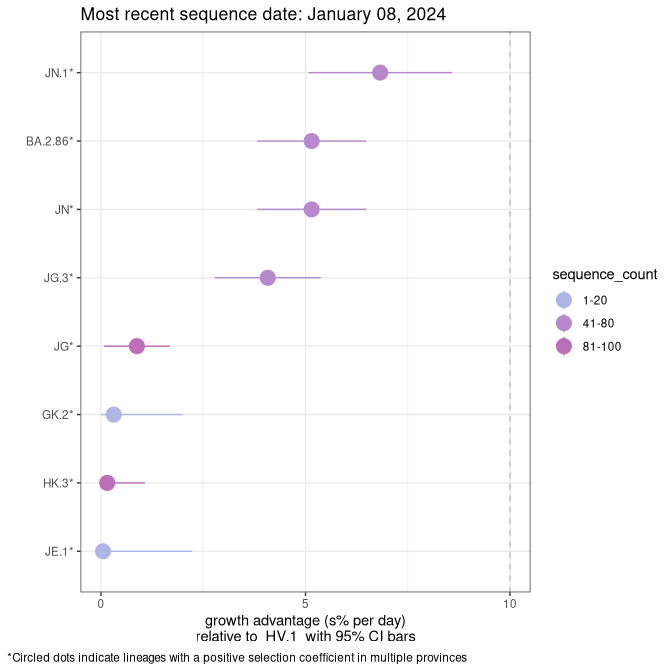 Most recent sequence date: January 08, 2024
JN.1*
BA.2.86*
JN*
JG.3*
JG*
GK.2*
HK.3*
JE.1*
0 5 10
growth advantage (s% per day)
relative to HV.1 with 95% CI bars
sequence_count
1-20
41-80
81-100
*Circled dots indicate lineages with a positive selection coefficient in multiple provinces